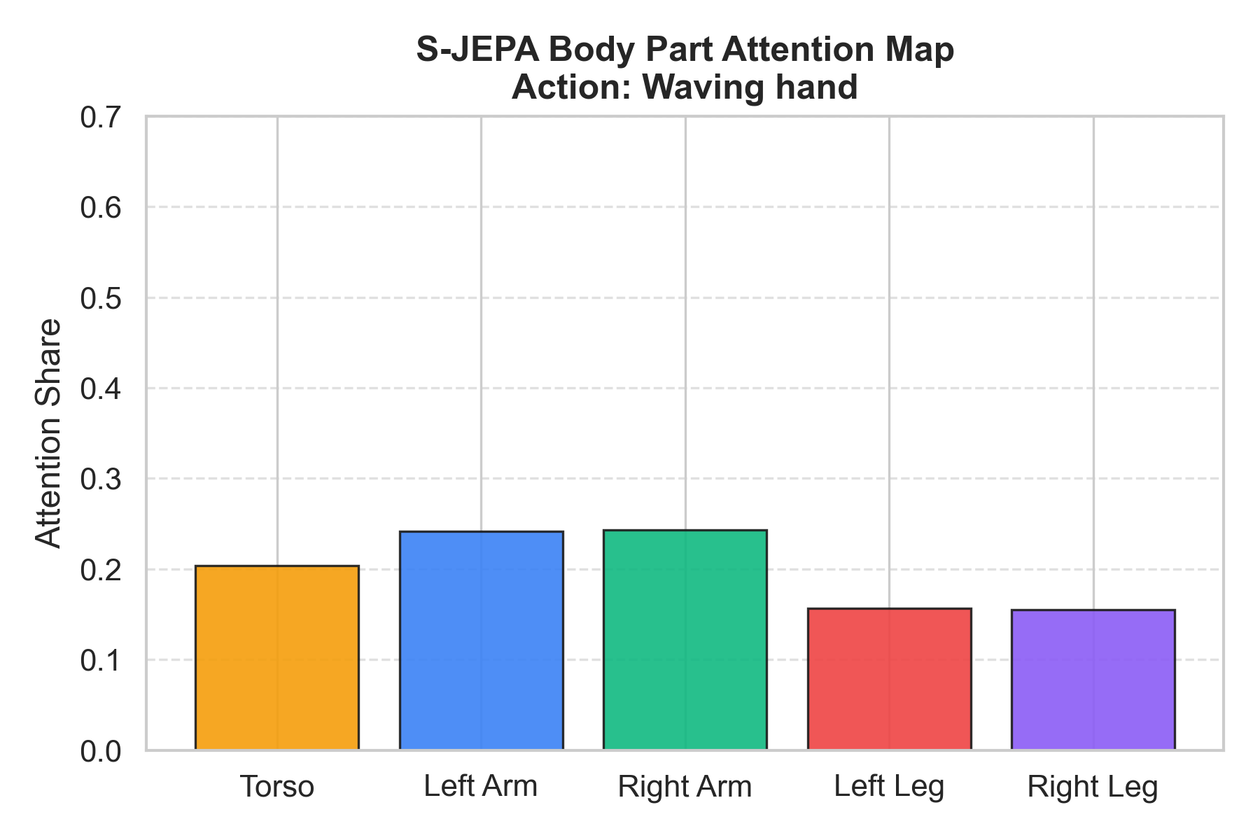 S-JEPA Body Part Attention Map
Action: Waving hand
0.7
0.6
0.5
0.4
0.3
0.2
0.1
0.0
Attention Share
Torso
Left Arm
Right Arm
Left Leg
Right Leg